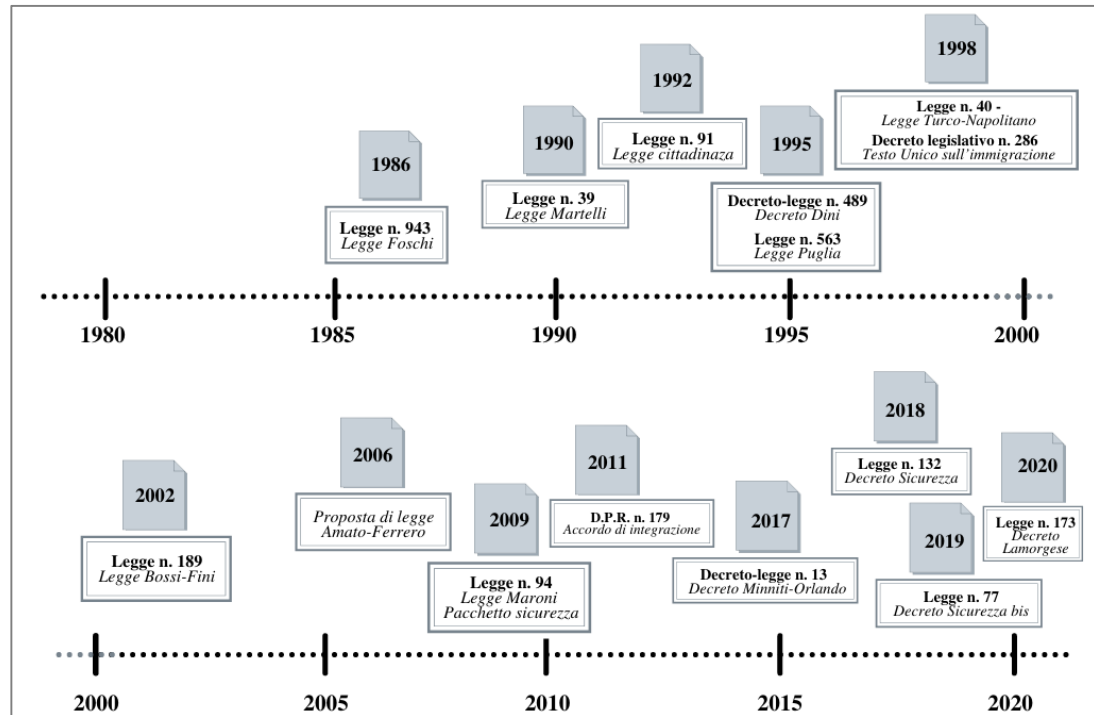 1986
Legge n. 943
Legge Foschi
1990
Legge n. 39
Legge Martelli
1992
Legge n. 91
Legge cittadinaza
1995
Decreto-legge n. 489
Decreto Dini
Legge n. 563
Legge Puglia
1998
Legge n. 40 -
Legge Turco-Napolitano
Decreto legislativo n. 286
Testo Unico sull'immigrazione
1980
1985
1990
1995
2000
2002
Legge n. 189
Legge Bossi-Fini
2006
Proposta di legge
Amato-Ferrero
2009
Legge n. 94
Legge Maroni
Pacchetto sicurezza
2011
D.P.R. n. 179
Accordo di integrazione
2017
Decreto-legge n. 13
Decreto Minniti-Orlando
2018
Legge n. 132
Decreto Sicurezza
2019
Legge n. 77
Decreto Sicurezza bis
2020
Legge n. 173
Decreto
Lamorgese
2000
2005
2010
2015
2020